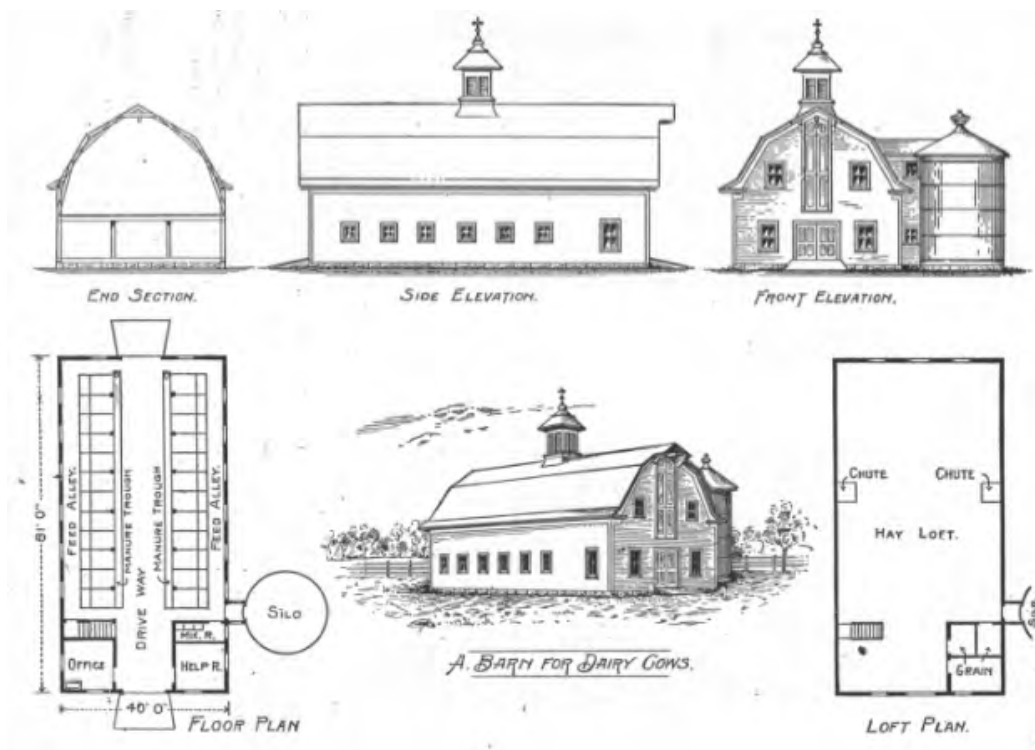 END SECTION.
SIDE ELEVATION.
FRONT ELEVATION.
81' 0"
FEED ALLEY.
MANURE TROUGH
DRIVE WAY
MANURE TROUGH
FEED ALLEY.
SILO
MIX. R.
OFFICE
HELP R.
40' 0"
FLOOR PLAN
A. BARN FOR DAIRY COWS.
CHUTE
CHUTE
HAY LOFT.
GRAIN
LOFT PLAN.